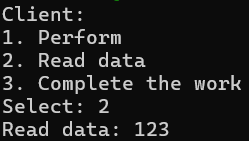 Client:
1. Perform
2. Read data
3. Complete the work
Select: 2
Read data: 123